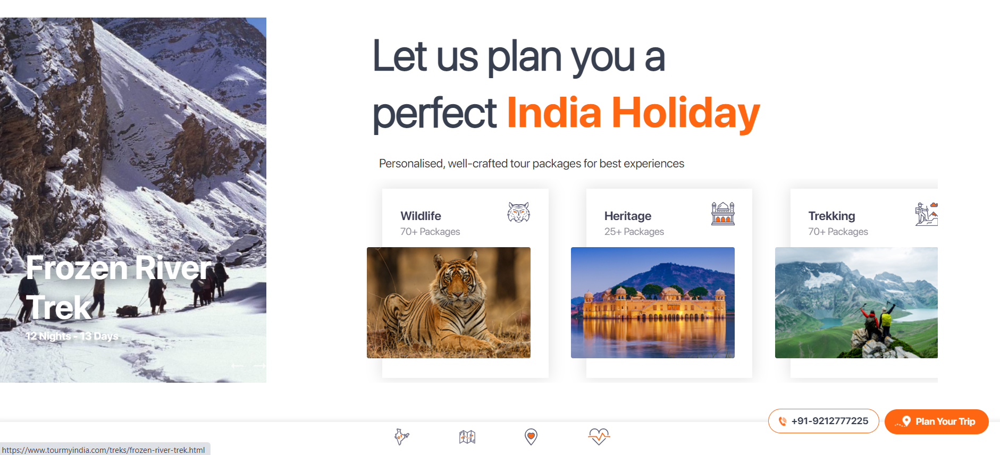 Frozen River
Trek
12 Nights - 13 Days
Let us plan you a
perfect India Holiday
Personalised, well-crafted tour packages for best experiences
Wildlife
70+ Packages
Heritage
25+ Packages
Trekking
70+ Packages
+91-9212777225
Plan Your Trip
https://www.tourmyindia.com/treks/frozen-river-trek.html